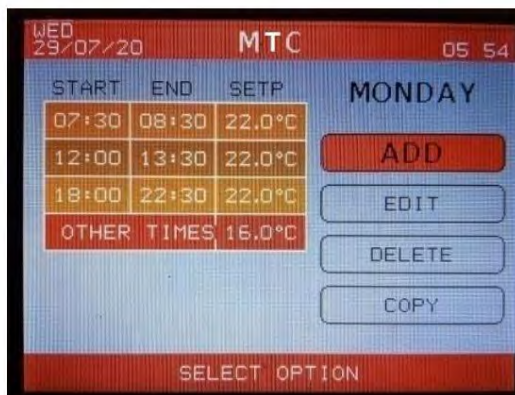 WED
29/07/20
MTC
05 54
START END SETP
07:30 08:30 22.0°C
12:00 13:30 22.0°C
18:00 22:30 22.0°C
OTHER TIMES 16.0°C
MONDAY
ADD
EDIT
DELETE
COPY
SELECT OPTION